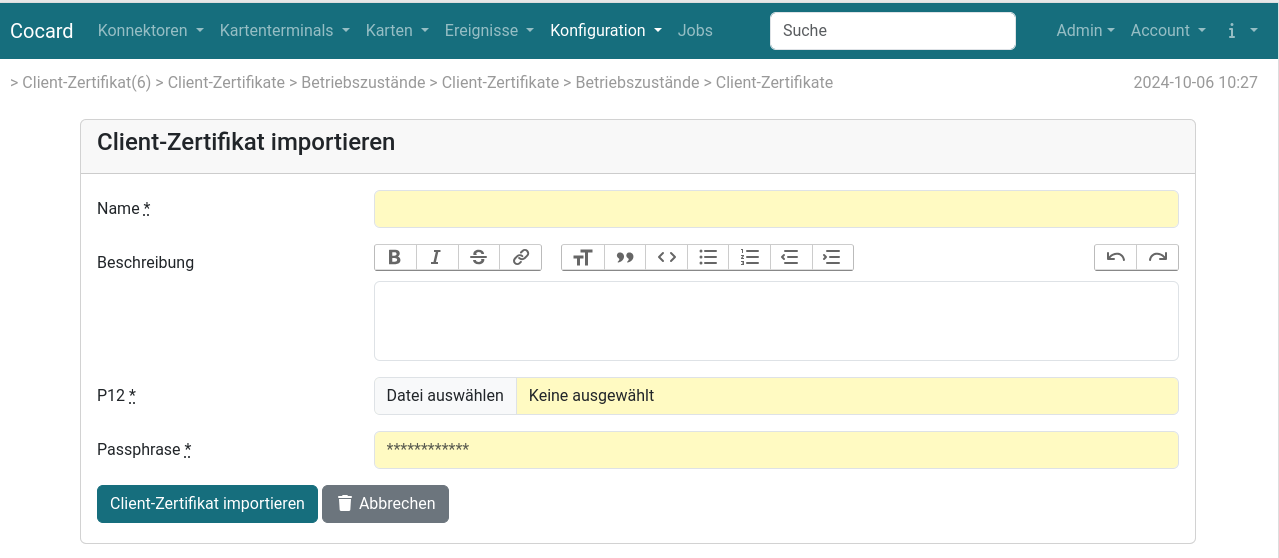 Cocard Konnektoren Kartenterminals Karten Ereignisse Konfiguration Jobs Suche Admin Account i
> Client-Zertifikat(6) > Client-Zertifikate > Betriebszustände > Client-Zertifikate > Betriebszustände > Client-Zertifikate 2024-10-06 10:27
Client-Zertifikat importieren
Name *
Beschreibung
P12 * Datei auswählen Keine ausgewählt
Passphrase * ************
Client-Zertifikat importieren Abbrechen